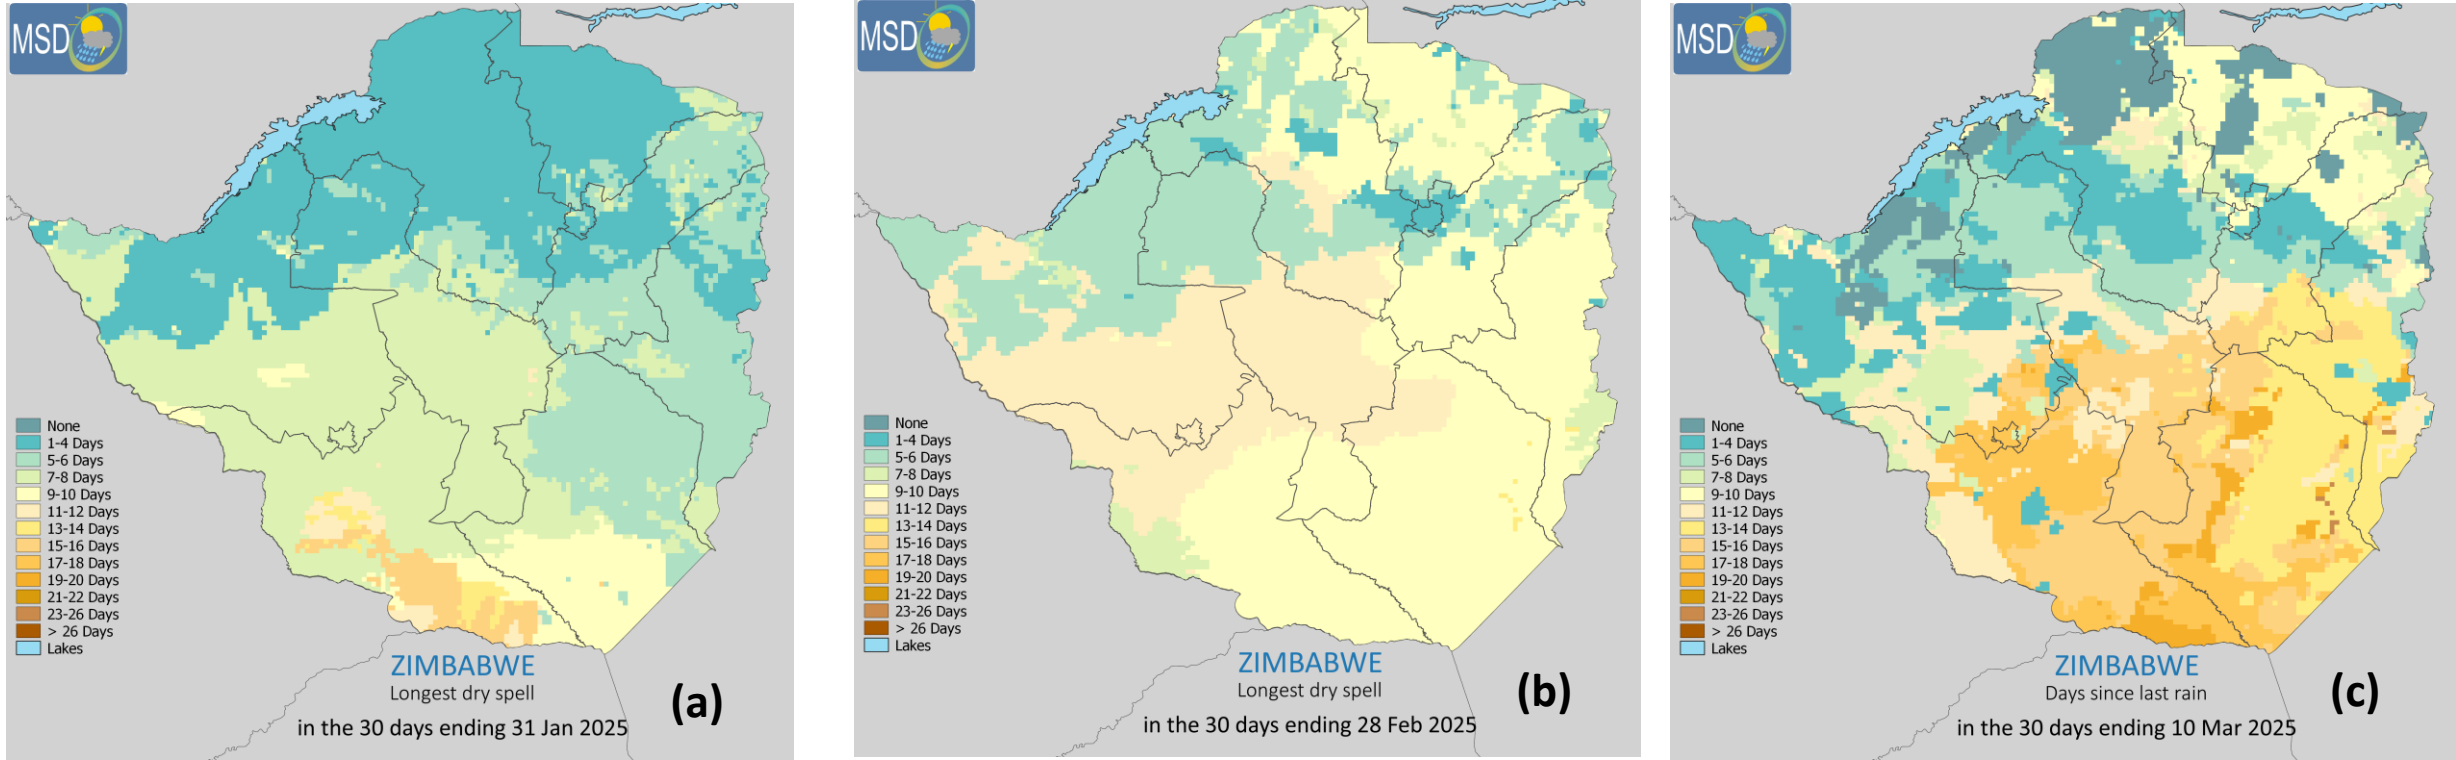 MSD
None
1-4 Days
5-6 Days
7-8 Days
9-10 Days
11-12 Days
13-14 Days
15-16 Days
17-18 Days
19-20 Days
21-22 Days
23-26 Days
> 26 Days
Lakes
ZIMBABWE
Longest dry spell
in the 30 days ending 31 Jan 2025
(a)
MSD
None
1-4 Days
5-6 Days
7-8 Days
9-10 Days
11-12 Days
13-14 Days
15-16 Days
17-18 Days
19-20 Days
21-22 Days
23-26 Days
> 26 Days
Lakes
ZIMBABWE
Longest dry spell
in the 30 days ending 28 Feb 2025
(b)
MSD
None
1-4 Days
5-6 Days
7-8 Days
9-10 Days
11-12 Days
13-14 Days
15-16 Days
17-18 Days
19-20 Days
21-22 Days
23-26 Days
> 26 Days
Lakes
ZIMBABWE
Days since last rain
in the 30 days ending 10 Mar 2025
(c)